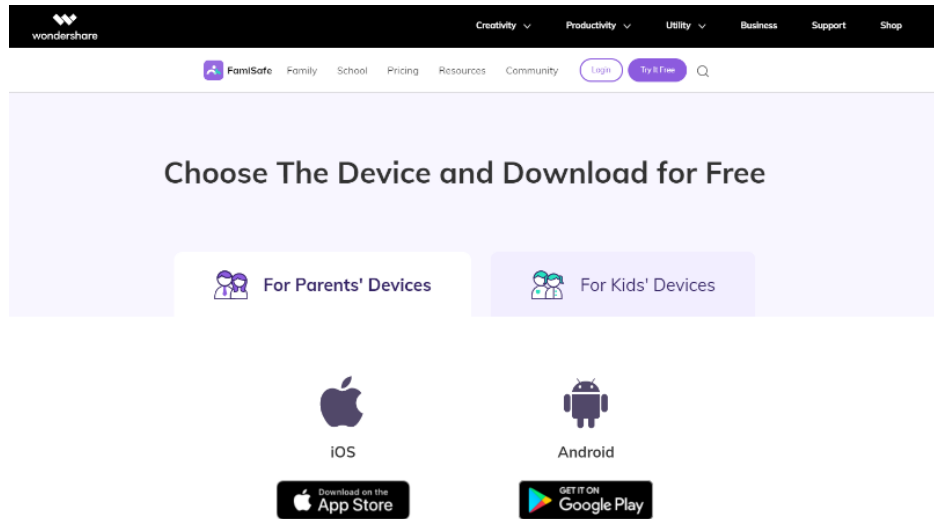 wondershare
Creativity Productivity Utility Business Support Shop
FamiSafe Family School Pricing Resources Community Login Try It Free
Choose The Device and Download for Free
For Parents' Devices For Kids' Devices
iOS Android
Download on the GET IT ON
App Store Google Play